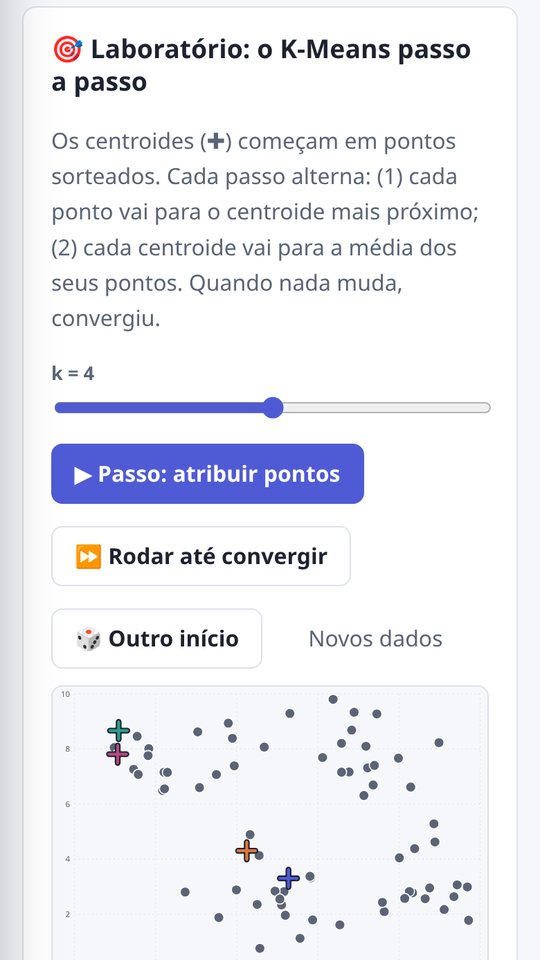 🎯 Laboratório: o K-Means passo
a passo
Os centroides (✚) começam em pontos
sorteados. Cada passo alterna: (1) cada
ponto vai para o centroide mais próximo;
(2) cada centroide vai para a média dos
seus pontos. Quando nada muda,
convergiu.
k = 4
▶ Passo: atribuir pontos
⏩ Rodar até convergir
🎲 Outro início
Novos dados
10
8
6
4
2